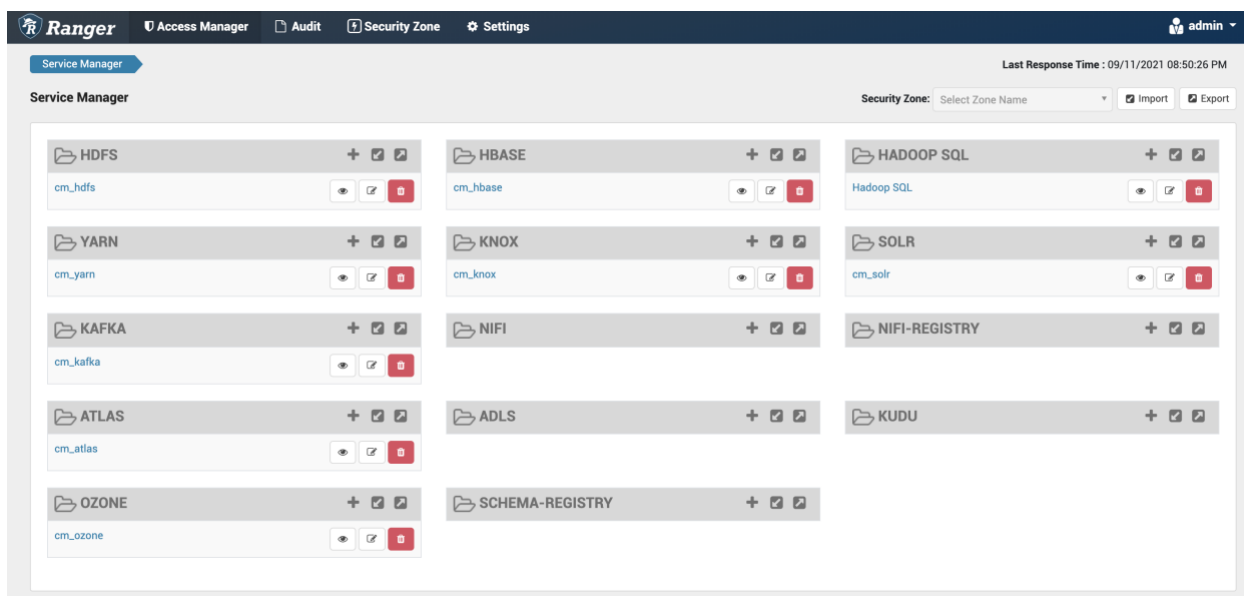 Ranger Access Manager Audit Security Zone Settings admin
Service Manager Last Response Time : 09/11/2021 08:50:26 PM
Service Manager Security Zone: Select Zone Name Import Export
HDFS HBASE HADOOP SQL
cm_hdfs cm_hbase Hadoop SQL
YARN KNOX SOLR
cm_yarn cm_knox cm_solr
KAFKA NIFI NIFI-REGISTRY
cm_kafka
ATLAS ADLS KUDU
cm_atlas
OZONE SCHEMA-REGISTRY
cm_ozone